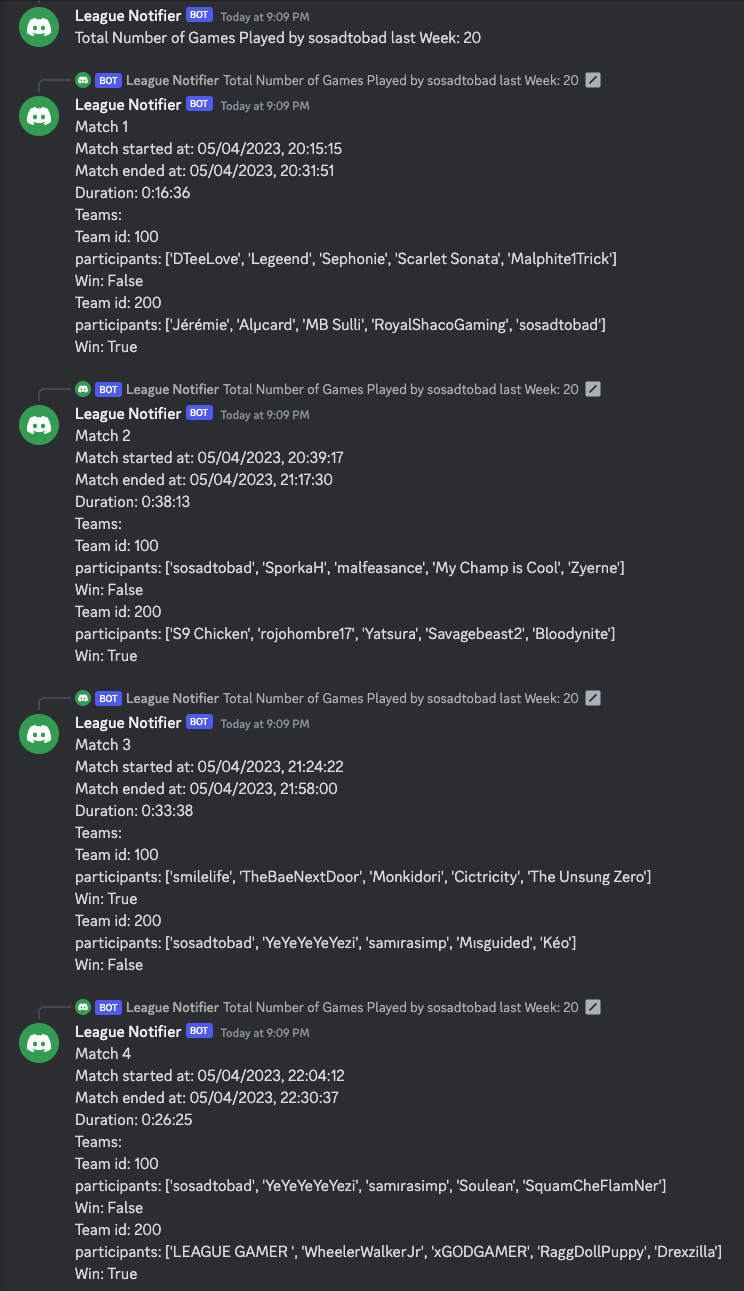 League Notifier BOT Today at 9:09 PM
Total Number of Games Played by sosadtobad last Week: 20
BOT League Notifier Total Number of Games Played by sosadtobad last Week: 20
League Notifier BOT Today at 9:09 PM
Match 1
Match started at: 05/04/2023, 20:15:15
Match ended at: 05/04/2023, 20:31:51
Duration: 0:16:36
Teams:
Team id: 100
participants: ['DTeeLove', 'Legeend', 'Sephonie', 'Scarlet Sonata', 'Malphite1Trick']
Win: False
Team id: 200
participants: ['Jérémie', 'Alμcard', 'MB Sulli', 'RoyalShacoGaming', 'sosadtobad']
Win: True
BOT League Notifier Total Number of Games Played by sosadtobad last Week: 20
League Notifier BOT Today at 9:09 PM
Match 2
Match started at: 05/04/2023, 20:39:17
Match ended at: 05/04/2023, 21:17:30
Duration: 0:38:13
Teams:
Team id: 100
participants: ['sosadtobad', 'SporkaH', 'malfeasance', 'My Champ is Cool', 'Zyerne']
Win: False
Team id: 200
participants: ['S9 Chicken', 'rojohombre17', 'Yatsura', 'Savagebeast2', 'Bloodynite']
Win: True
BOT League Notifier Total Number of Games Played by sosadtobad last Week: 20
League Notifier BOT Today at 9:09 PM
Match 3
Match started at: 05/04/2023, 21:24:22
Match ended at: 05/04/2023, 21:58:00
Duration: 0:33:38
Teams:
Team id: 100
participants: ['smilelife', 'TheBaeNextDoor', 'Monkidori', 'Cictricity', 'The Unsung Zero']
Win: True
Team id: 200
participants: ['sosadtobad', 'YeYeYeYeYezi', 'samırasimp', 'Mısguided', 'Kéo']
Win: False
BOT League Notifier Total Number of Games Played by sosadtobad last Week: 20
League Notifier BOT Today at 9:09 PM
Match 4
Match started at: 05/04/2023, 22:04:12
Match ended at: 05/04/2023, 22:30:37
Duration: 0:26:25
Teams:
Team id: 100
participants: ['sosadtobad', 'YeYeYeYeYezi', 'samırasimp', 'Soulean', 'SquamCheFlamNer']
Win: False
Team id: 200
participants: ['LEAGUE GAMER ', 'WheelerWalkerJr', 'xGODGAMER', 'RaggDollPuppy', 'Drexzilla']
Win: True